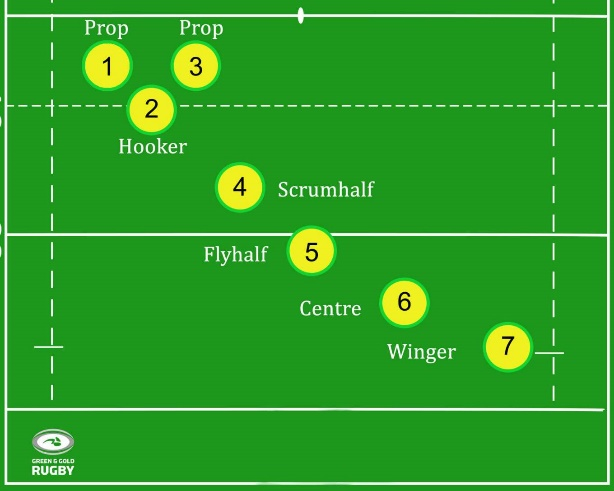 Prop Prop
1 3
2
Hooker
4 Scrumhalf
Flyhalf 5
Centre 6
Winger 7
GREEN & GOLD
RUGBY